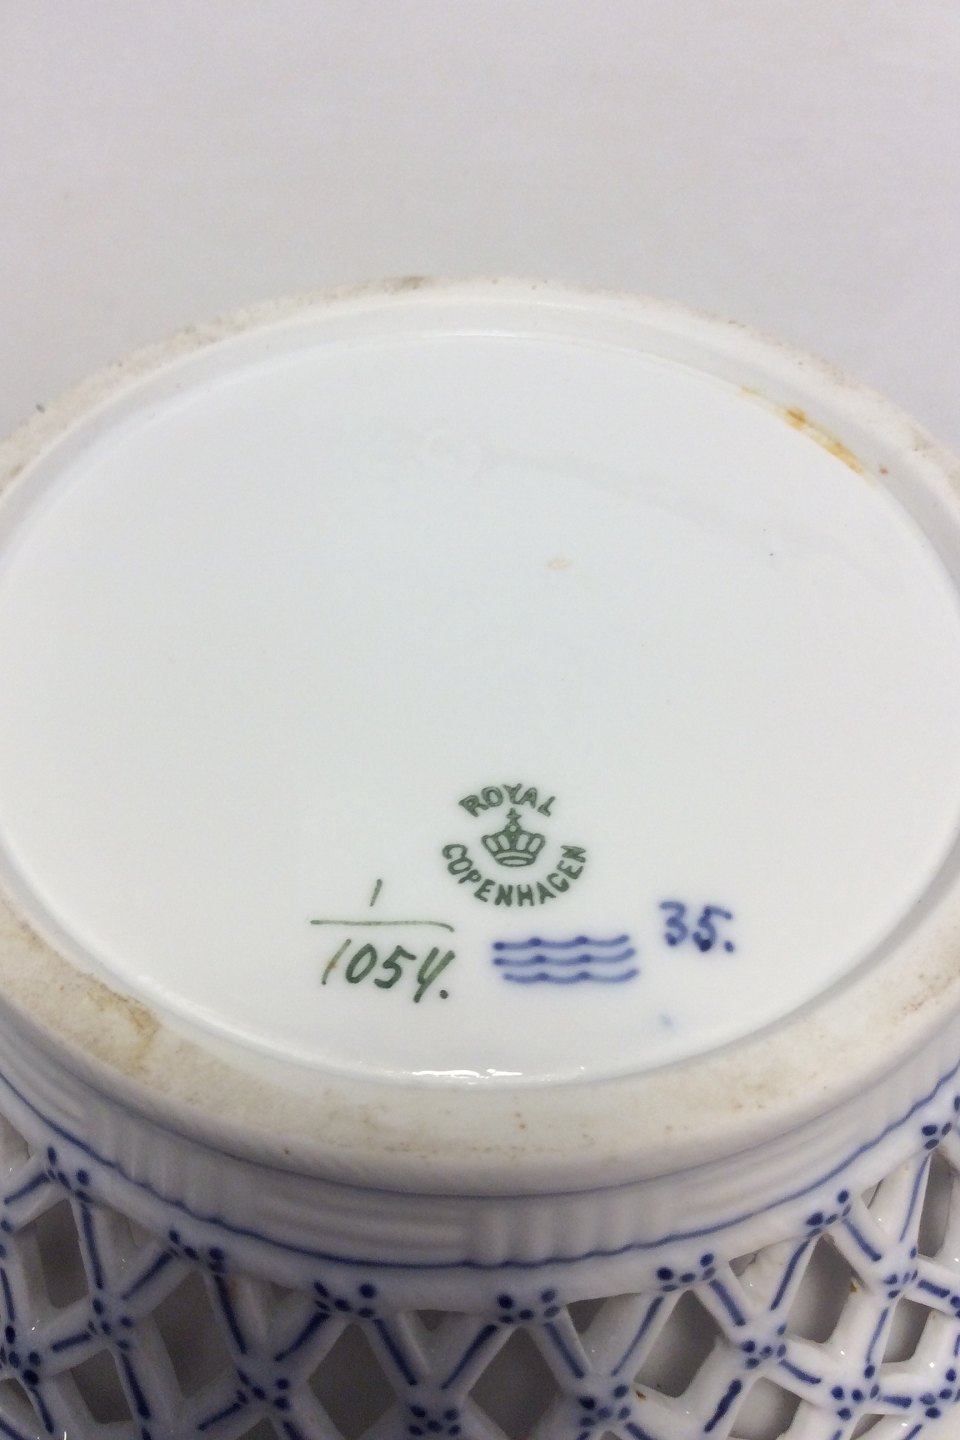 ROYAL
COPENHAGEN
1
1054.
35.